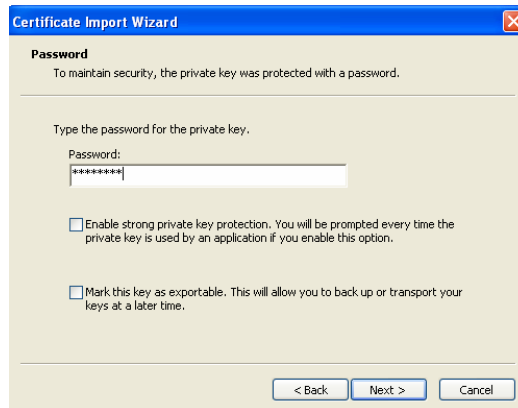 Certificate Import Wizard
Password
To maintain security, the private key was protected with a password.
Type the password for the private key.
Password:
********
Enable strong private key protection. You will be prompted every time the
private key is used by an application if you enable this option.
Mark this key as exportable. This will allow you to back up or transport your
keys at a later time.
< Back Next > Cancel